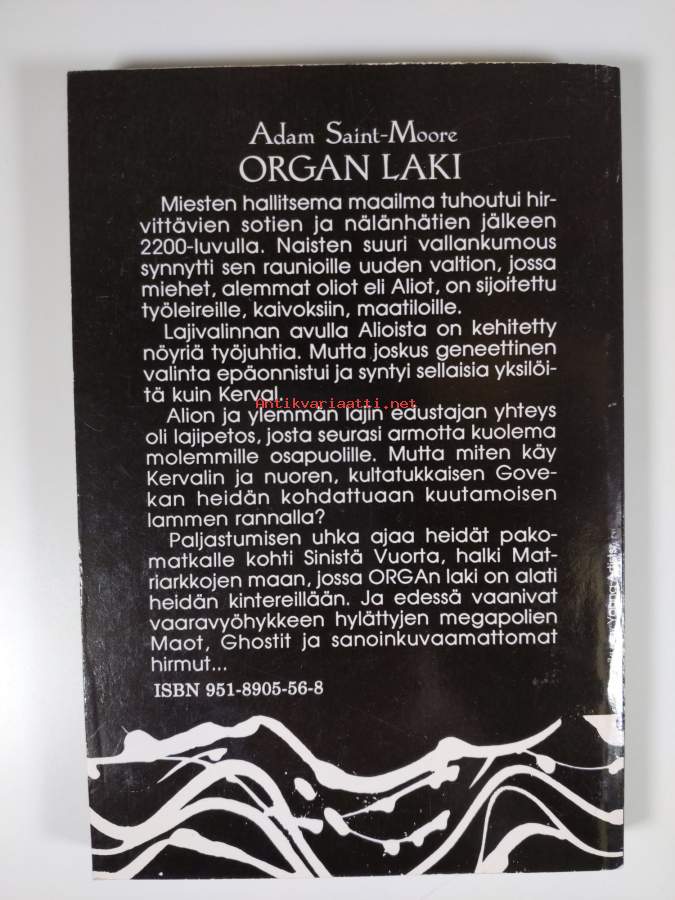 Adam Saint-Moore
ORGAN LAKI
Miesten hallitsema maailma tuhoutui hir-
vittävien sotien ja nälänhätien jälkeen
2200-luvulla. Naisten suuri vallankumous
synnytti sen raunioille uuden valtion, jossa
miehet, alemmat oliot eli Aliot, on sijoitettu
työleireille, kaivoksiin, maatiloille.
Lajivalinnan avulla Alioista on kehitetty
nöyriä työjuhtia. Mutta joskus geneettinen
valinta epäonnistui ja syntyi sellaisia yksilöi-
tä kuin Kerval.
Antikvariaatti.net
Alion ja ylemmän lajin edustajan yhteys
oli lajipetos, josta seurasi armotta kuolema
molemmille osapuolille. Mutta miten käy
Kervalin ja nuoren, kultatukkaisen Gove-
kan heidän kohdattuaan kuutamoisen
lammen rannalla?
Paljastumisen uhka ajaa heidät pako-
matkalle kohti Sinistä Vuorta, halki Mat-
riarkkojen maan, jossa ORGAn laki on alati
heidän kintereillään. Ja edessä vaanivat
vaaravyöhykkeen hylättyjen megapolien
Maot, Ghostit ja sanoinkuvaamattomat
hirmut...
ISBN 951-8905-56-8
Young Artists